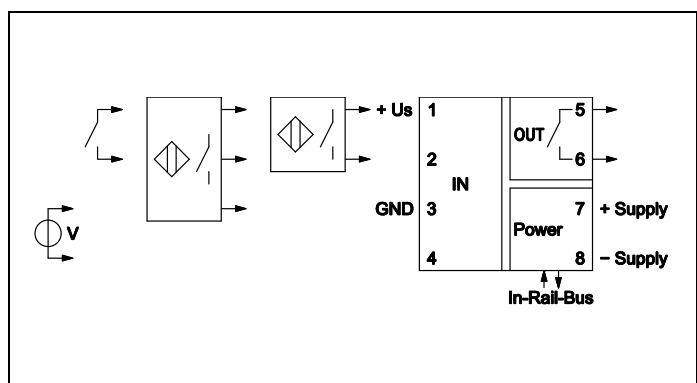 + Us 1 5
OUT
2 6
IN
GND 3 7 + Supply
V Power
4 8 − Supply
In-Rail-Bus